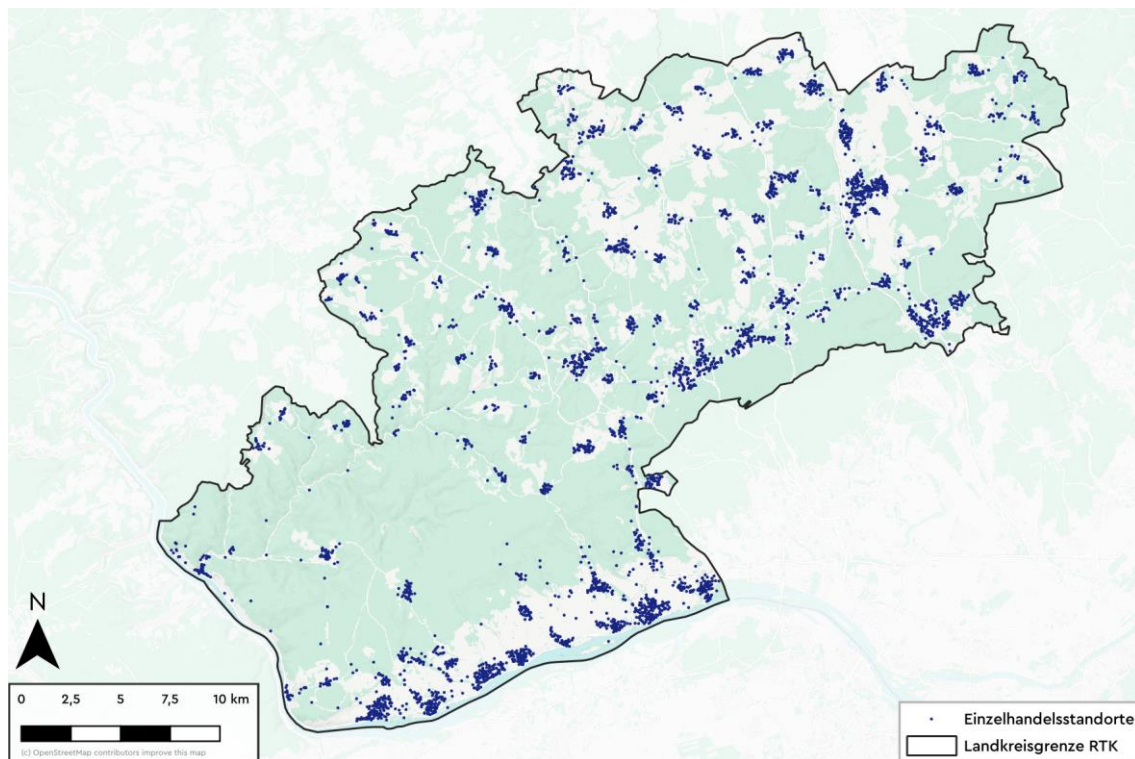 N
0 2,5 5 7,5 10 km
(c) OpenStreetMap contributors improve this map
Einzelhandelsstandorte
Landkreisgrenze RTK